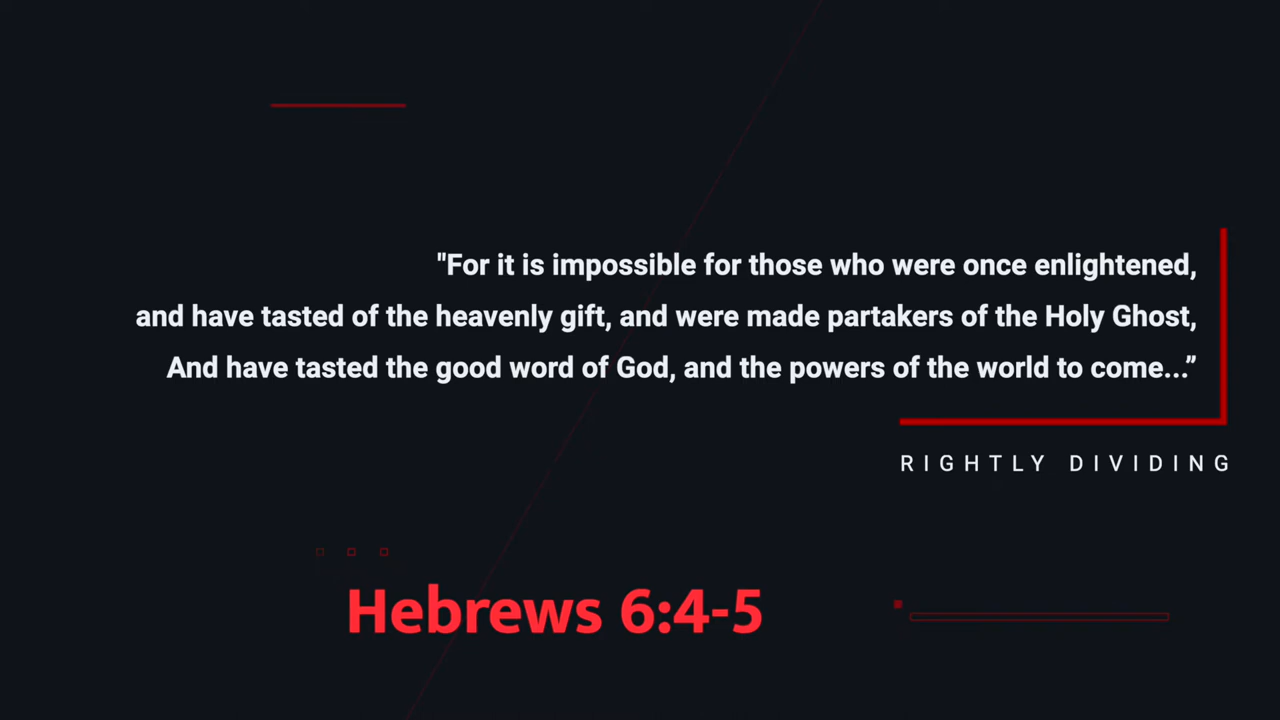 "For it is impossible for those who were once enlightened,
and have tasted of the heavenly gift, and were made partakers of the Holy Ghost,
And have tasted the good word of God, and the powers of the world to come...”
RIGHTLY DIVIDING
Hebrews 6:4-5